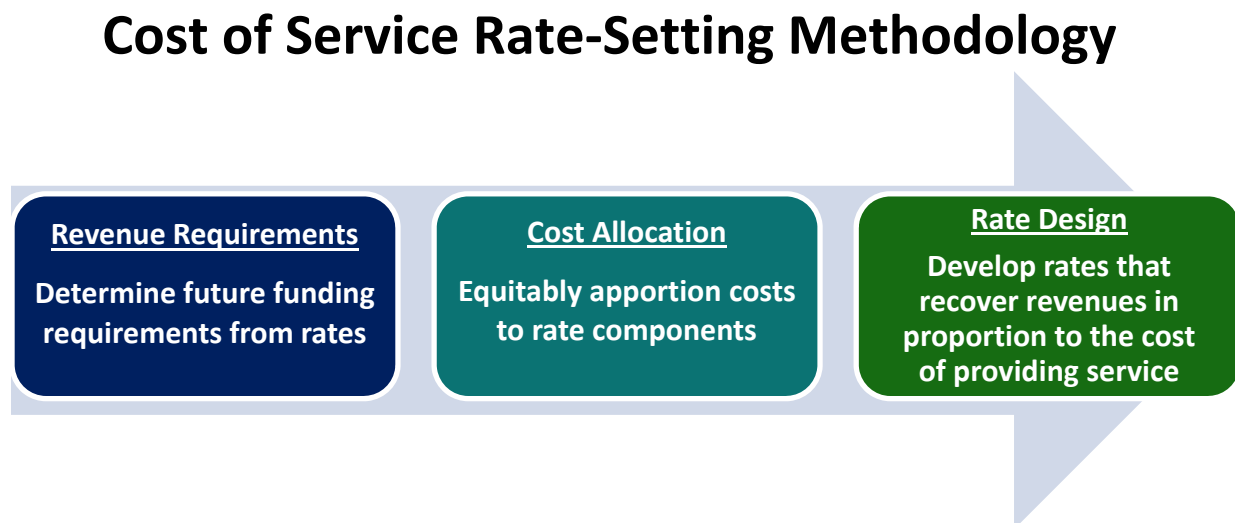 Cost of Service Rate-Setting Methodology
Revenue Requirements
Determine future funding
requirements from rates
Cost Allocation
Equitably apportion costs
to rate components
Rate Design
Develop rates that
recover revenues in
proportion to the cost
of providing service